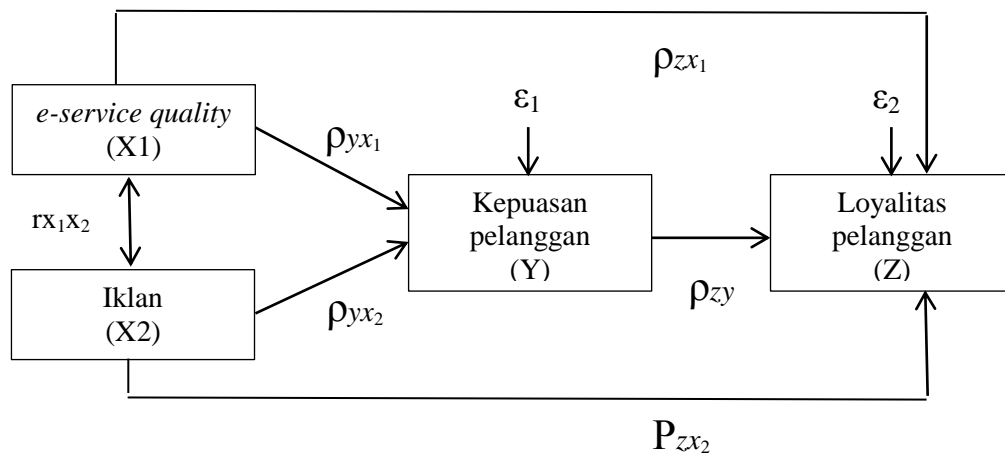 ρzx₁
e-service quality
(X1)
ε₁
ε₂
ρyx₁
rx₁x₂
Kepuasan
pelanggan
(Y)
Loyalitas
pelanggan
(Z)
Iklan
(X2)
ρyx₂
ρzy
Pzx₂